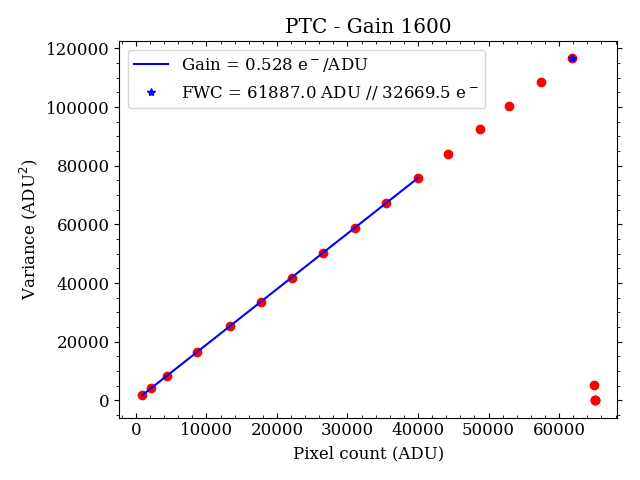 PTC - Gain 1600
Gain = 0.528 e⁻/ADU
FWC = 61887.0 ADU // 32669.5 e⁻
Variance (ADU²)
120000
100000
80000
60000
40000
20000
0
0 10000 20000 30000 40000 50000 60000
Pixel count (ADU)